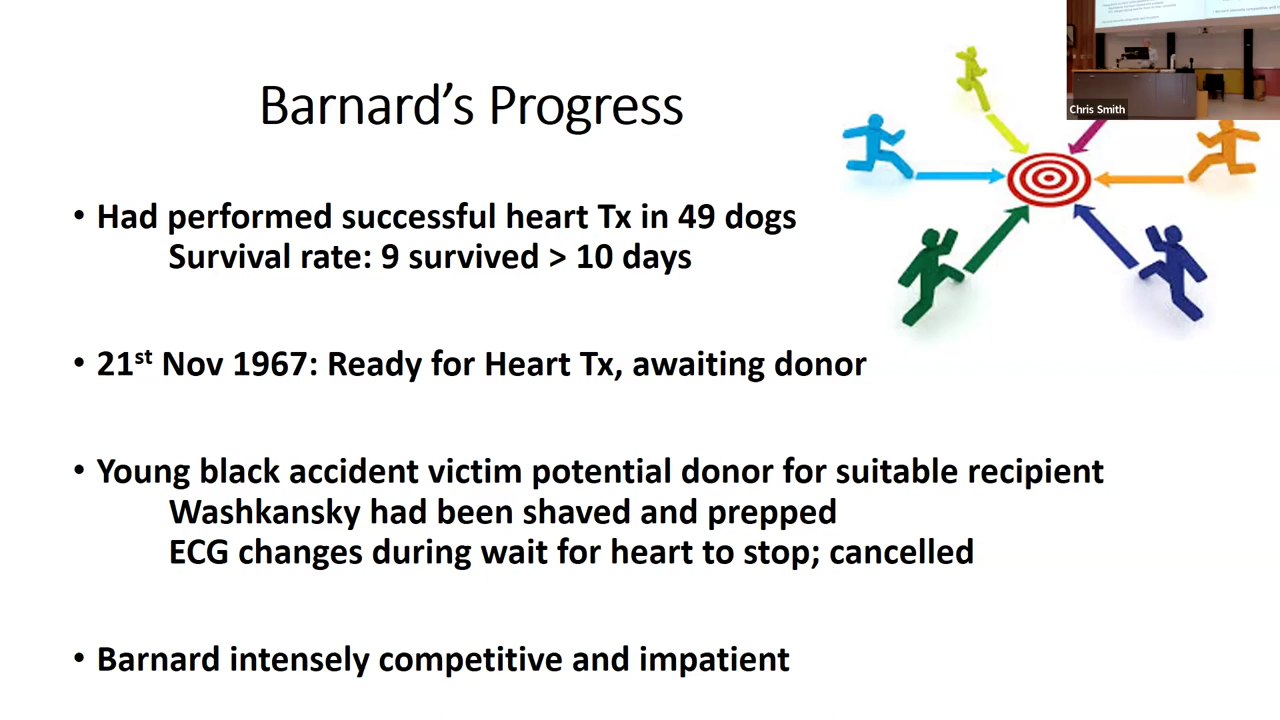 Barnard's Progress
Chris Smith
• Had performed successful heart Tx in 49 dogs
Survival rate: 9 survived > 10 days
• 21st Nov 1967: Ready for Heart Tx, awaiting donor
• Young black accident victim potential donor for suitable recipient
Washkansky had been shaved and prepped
ECG changes during wait for heart to stop; cancelled
• Barnard intensely competitive and impatient